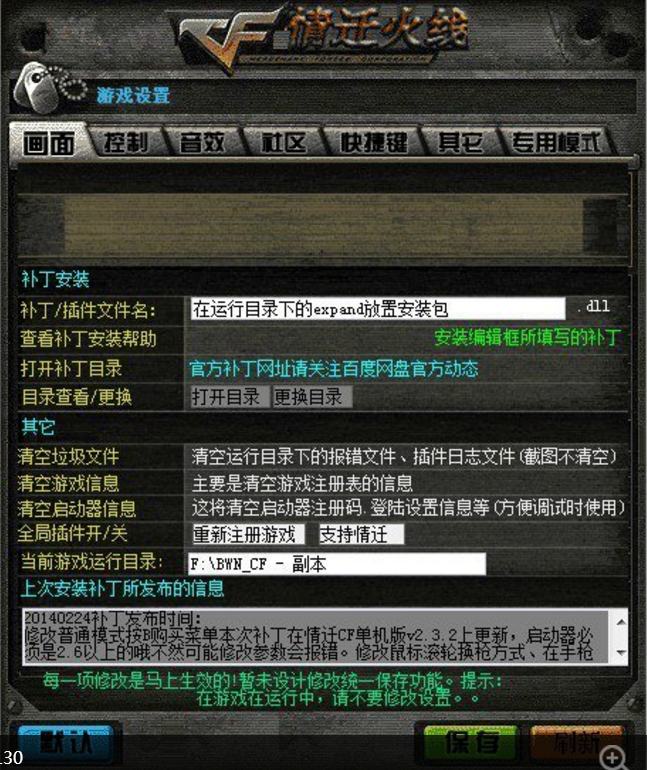 CF 情迁火线
MERCENARY FORCES CORPORATION
游戏设置
画面 控制 音效 社区 快捷键 其它 专用模式
补丁安装
补丁/插件文件名: 在运行目录下的expand放置安装包 .dll
查看补丁安装帮助 安装编辑框所填写的补丁
打开补丁目录 官方补丁网址请关注百度网盘官方动态
目录查看/更换 打开目录 更换目录
其它
清空垃圾文件 清空运行目录下的报错文件、插件日志文件(截图不清空)
清空游戏信息 主要是清空游戏注册表的信息
清空启动器信息 这将清空启动器注册码.登陆设置信息等(方便调试时使用)
全局插件开/关 重新注册游戏 支持情迁
当前游戏运行目录: F:\BWN_CF - 副本
上次安装补丁所发布的信息
20140224补丁发布时间:
修改普通模式按B购买菜单本次补丁在情迁CF单机版v2.3.2上更新，启动器必
须是2.6以上的哦不然可能修改参数会报错。修改鼠标滚轮换枪方式、在手枪
每一项修改是马上生效的!暂未设计修改统一保存功能。提示:
在游戏在运行中,请不要修改设置。。
默认 保存 刷新
130